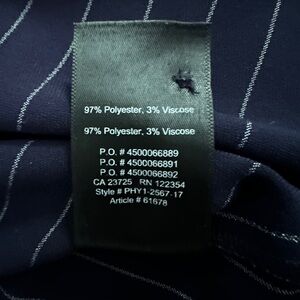 97% Polyester, 3% Viscose
97% Polyester, 3% Viscose
P.O. # 4500066889
P.O. # 4500066891
P.O. # 4500066892
CA 23725 RN 122354
Style # PHY1-2567-17
Article # 61678